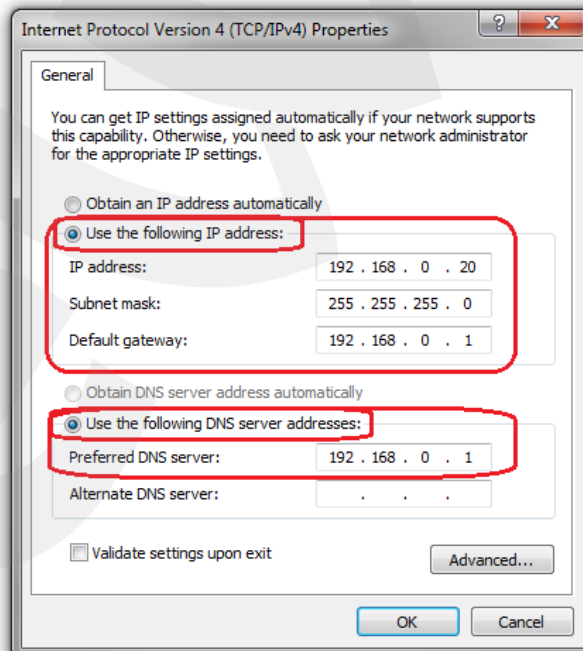 Internet Protocol Version 4 (TCP/IPv4) Properties
General
You can get IP settings assigned automatically if your network supports
this capability. Otherwise, you need to ask your network administrator
for the appropriate IP settings.
Obtain an IP address automatically
Use the following IP address:
IP address: 192 . 168 . 0 . 20
Subnet mask: 255 . 255 . 255 . 0
Default gateway: 192 . 168 . 0 . 1
Obtain DNS server address automatically
Use the following DNS server addresses:
Preferred DNS server: 192 . 168 . 0 . 1
Alternate DNS server: . . .
Validate settings upon exit
Advanced...
OK Cancel